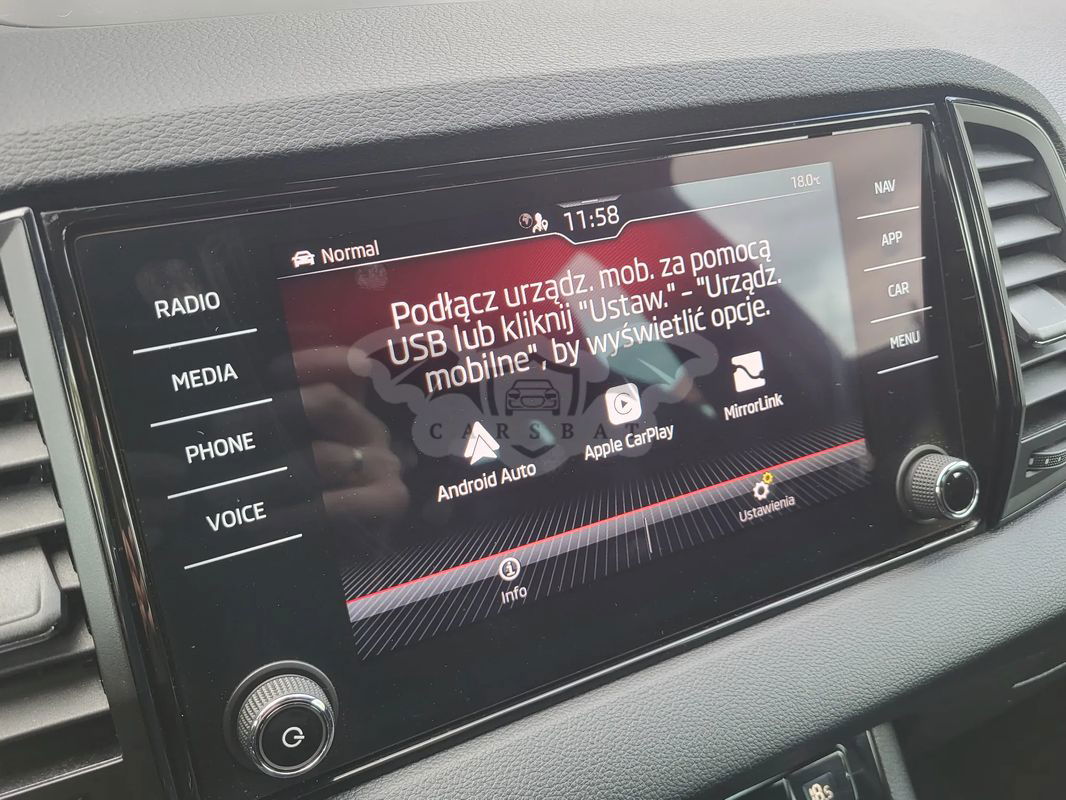 Normal
11:58
18.0°C
Podłącz urządz. mob. za pomocą
USB lub kliknij "Ustaw." - "Urządz.
mobilne", by wyświetlić opcje.
CARSBAT
Android Auto
Apple CarPlay
MirrorLink
Info
Ustawienia
RADIO
MEDIA
PHONE
VOICE
NAV
APP
CAR
MENU